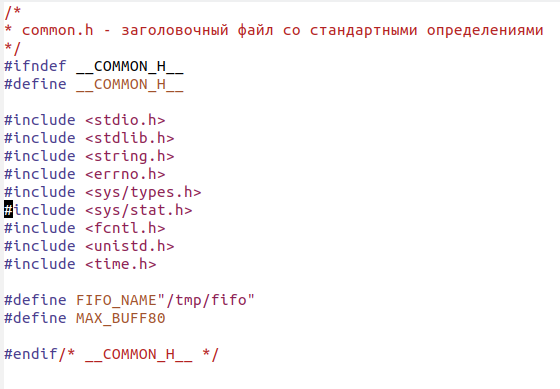 /*
* common.h - заголовочный файл со стандартными определениями
*/
#ifndef __COMMON_H__
#define __COMMON_H__

#include <stdio.h>
#include <stdlib.h>
#include <string.h>
#include <errno.h>
#include <sys/types.h>
#include <sys/stat.h>
#include <fcntl.h>
#include <unistd.h>
#include <time.h>

#define FIFO_NAME"/tmp/fifo"
#define MAX_BUFF80

#endif/* __COMMON_H__ */